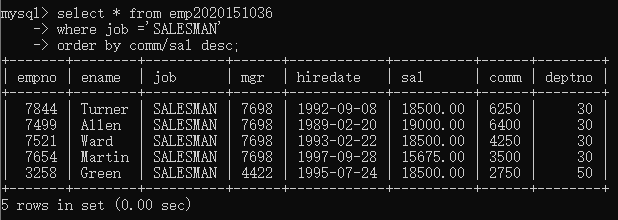 mysql> select * from emp2020151036
    -> where job ='SALESMAN'
    -> order by comm/sal desc;
+-------+--------+----------+------+------------+----------+------+--------+
| empno | ename  | job      | mgr  | hiredate   | sal      | comm | deptno |
+-------+--------+----------+------+------------+----------+------+--------+
|  7844 | Turner | SALESMAN | 7698 | 1992-09-08 | 18500.00 | 6250 |     30 |
|  7499 | Allen  | SALESMAN | 7698 | 1989-02-20 | 19000.00 | 6400 |     30 |
|  7521 | Ward   | SALESMAN | 7698 | 1993-02-22 | 18500.00 | 4250 |     30 |
|  7654 | Martin | SALESMAN | 7698 | 1997-09-28 | 15675.00 | 3500 |     30 |
|  3258 | Green  | SALESMAN | 4422 | 1995-07-24 | 18500.00 | 2750 |     50 |
+-------+--------+----------+------+------------+----------+------+--------+
5 rows in set (0.00 sec)